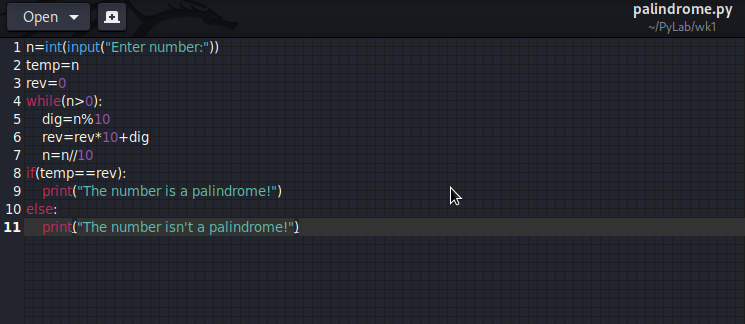 Open
palindrome.py
~/PyLab/wk1
1 n=int(input("Enter number:"))
2 temp=n
3 rev=0
4 while(n>0):
5     dig=n%10
6     rev=rev*10+dig
7     n=n//10
8 if(temp==rev):
9     print("The number is a palindrome!")
10 else:
11     print("The number isn't a palindrome!")